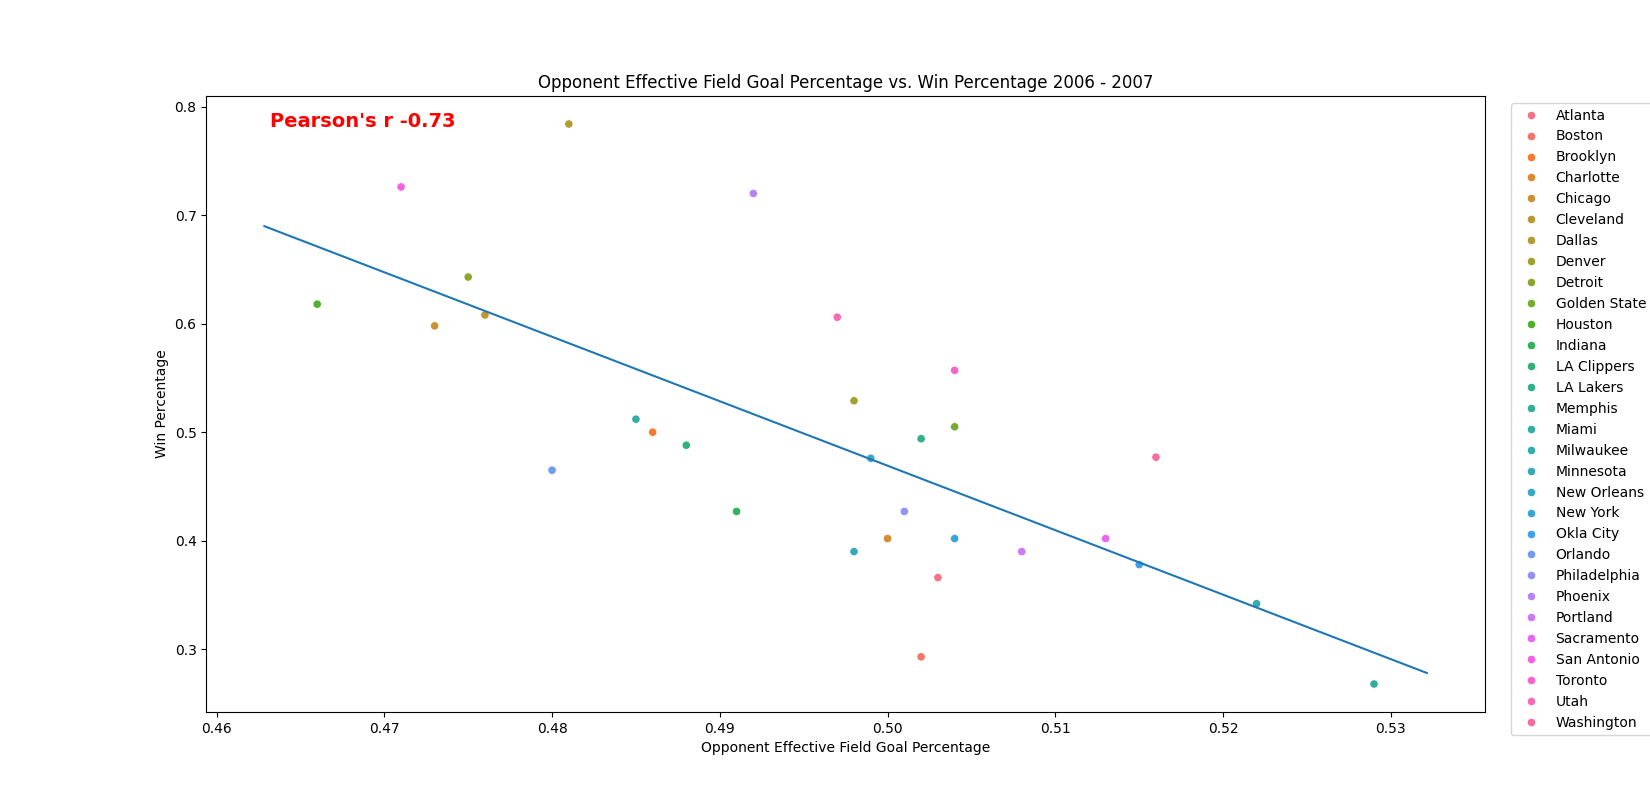 Opponent Effective Field Goal Percentage vs. Win Percentage 2006 - 2007
Pearson's r -0.73
Win Percentage
0.8
0.7
0.6
0.5
0.4
0.3
0.46 0.47 0.48 0.49 0.50 0.51 0.52 0.53
Opponent Effective Field Goal Percentage
Atlanta
Boston
Brooklyn
Charlotte
Chicago
Cleveland
Dallas
Denver
Detroit
Golden State
Houston
Indiana
LA Clippers
LA Lakers
Memphis
Miami
Milwaukee
Minnesota
New Orleans
New York
Okla City
Orlando
Philadelphia
Phoenix
Portland
Sacramento
San Antonio
Toronto
Utah
Washington